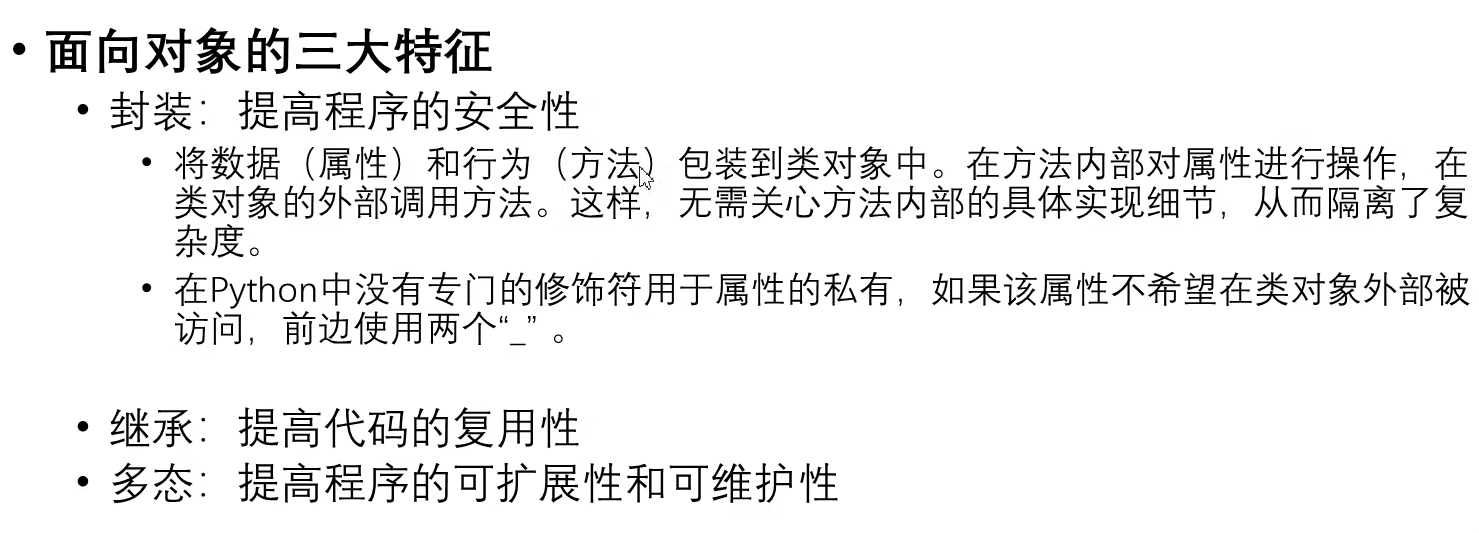 • 面向对象的三大特征
• 封装：提高程序的安全性
• 将数据（属性）和行为（方法）包装到类对象中。在方法内部对属性进行操作，在
类对象的外部调用方法。这样，无需关心方法内部的具体实现细节，从而隔离了复
杂度。
• 在Python中没有专门的修饰符用于属性的私有，如果该属性不希望在类对象外部被
访问，前边使用两个“_” 。
• 继承：提高代码的复用性
• 多态：提高程序的可扩展性和可维护性